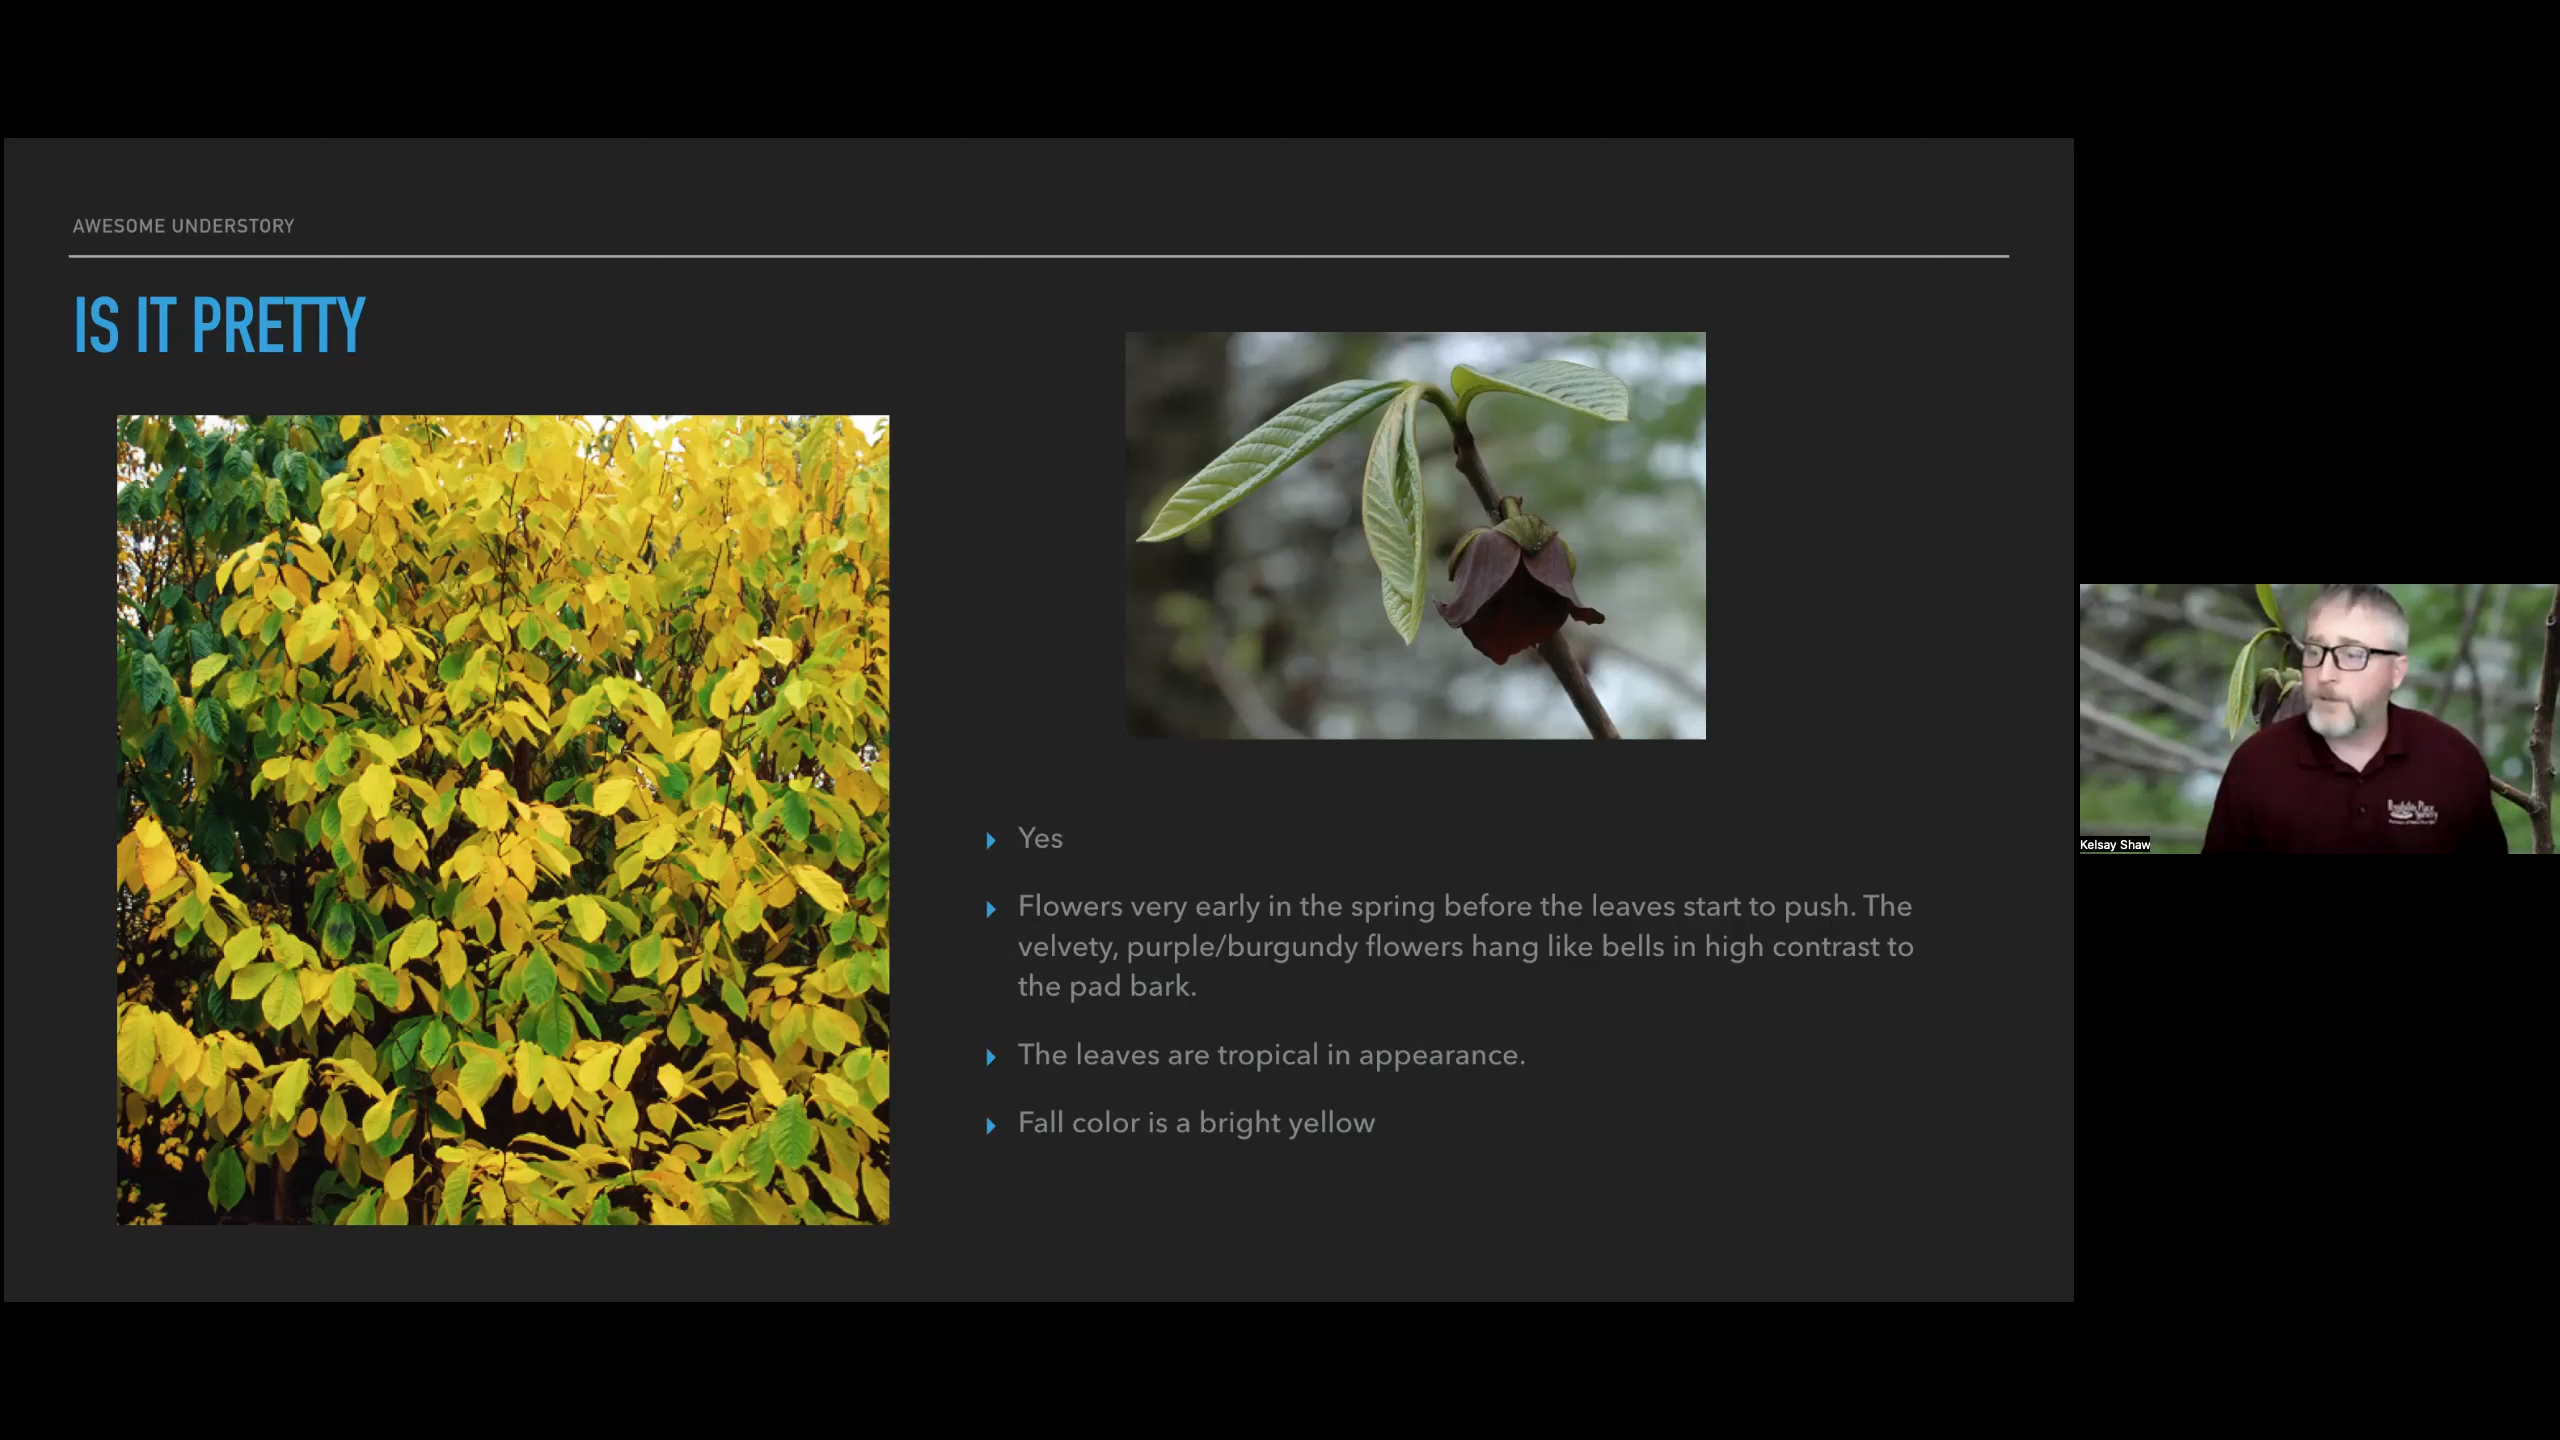 AWESOME UNDERSTORY
IS IT PRETTY
Yes
Flowers very early in the spring before the leaves start to push. The
velvety, purple/burgundy flowers hang like bells in high contrast to
the pad bark.
The leaves are tropical in appearance.
Fall color is a bright yellow
Kelsay Shaw